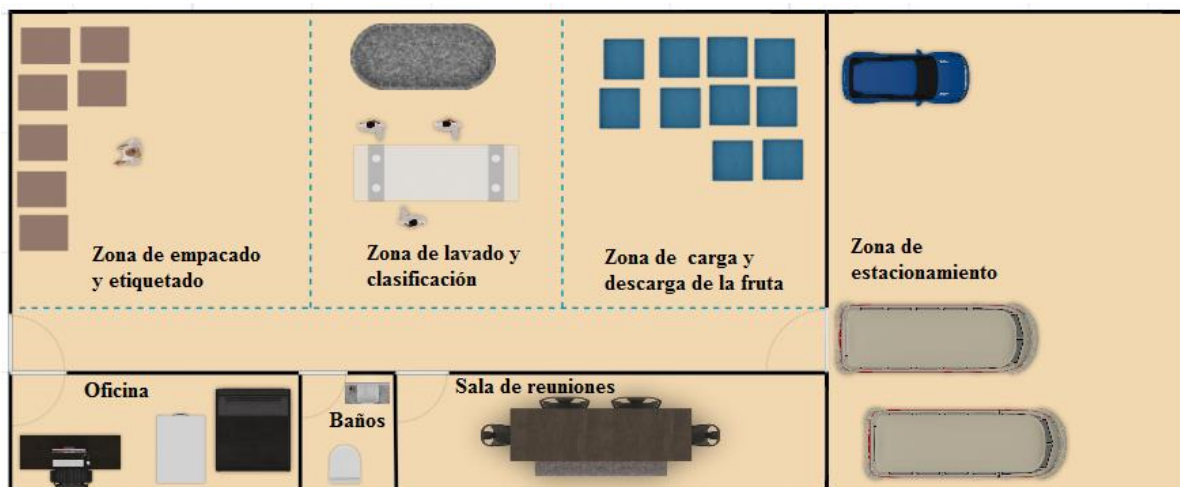 Zona de empacado
y etiquetado
Zona de lavado y
clasificación
Zona de carga y
descarga de la fruta
Zona de
estacionamiento
Oficina
Baños
Sala de reuniones